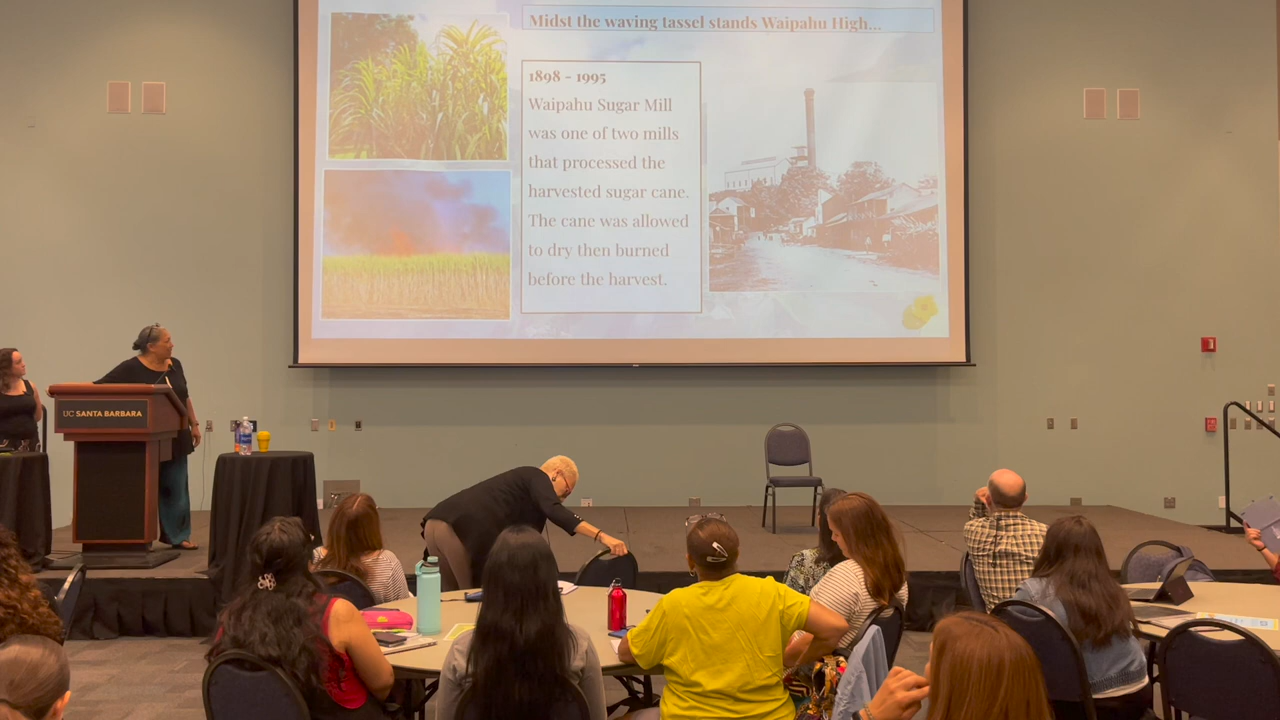 Midst the waving tassel stands Waipahu High...
1898 - 1995
Waipahu Sugar Mill
was one of two mills
that processed the
harvested sugar cane.
The cane was allowed
to dry then burned
before the harvest.
UC SANTA BARBARA